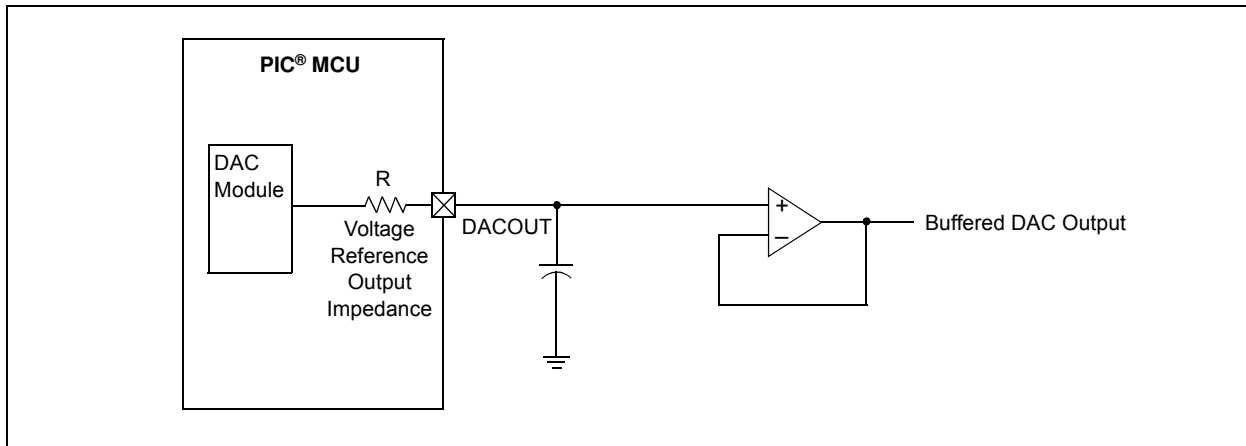 PIC® MCU
DAC
Module
R
Voltage
Reference
Output
Impedance
DACOUT
+
–
Buffered DAC Output